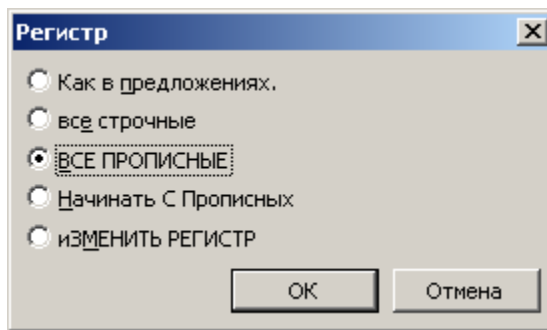 Регистр
Как в предложениях.
все строчные
ВСЕ ПРОПИСНЫЕ
Начинать С Прописных
иЗМЕНИТЬ РЕГИСТР
ОК Отмена